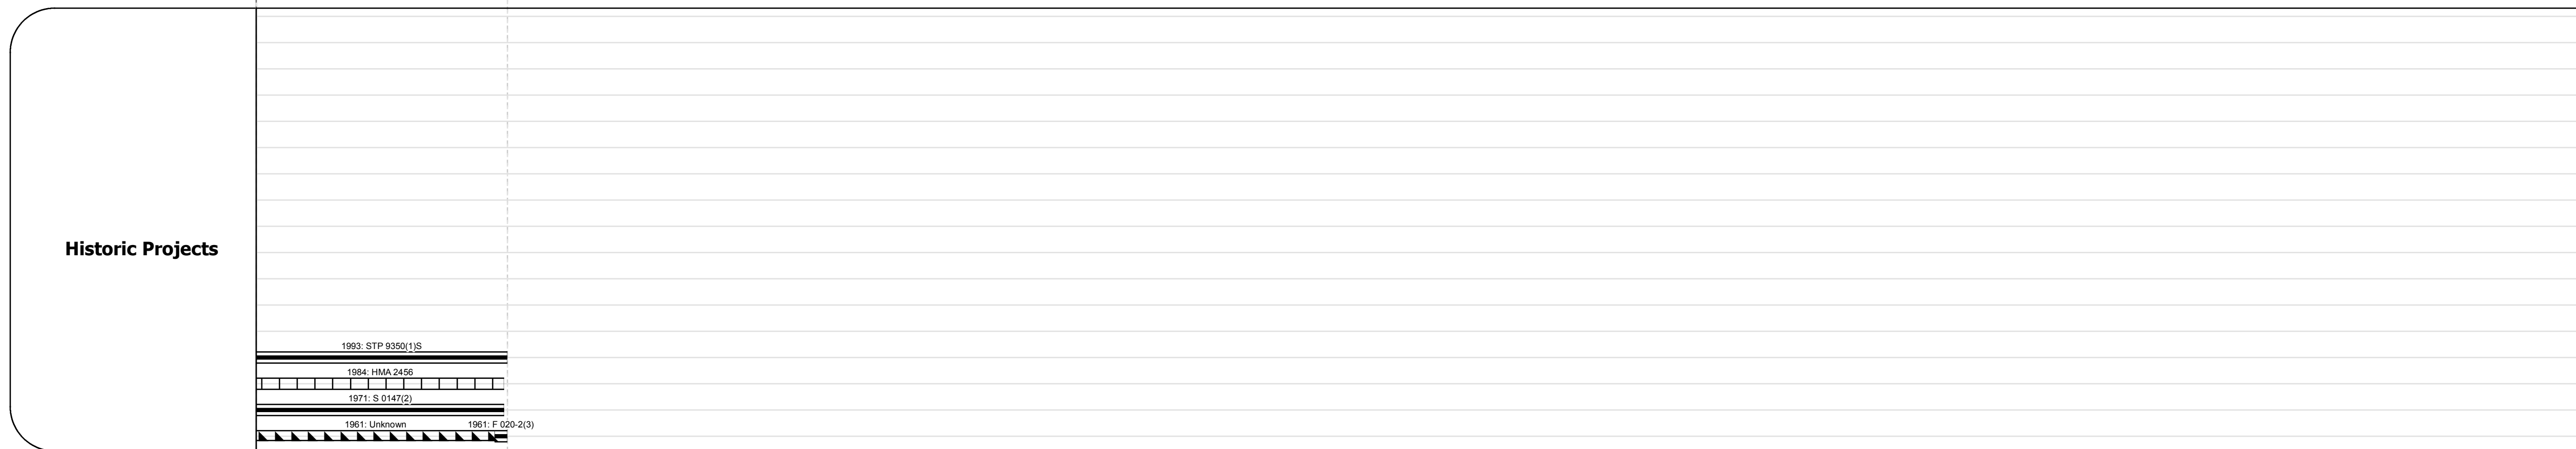 Historic Projects
1993: STP 9350(1)S
1984: HMA 2456
1971: S 0147(2)
1961: Unknown
1961: F 020-2(3)